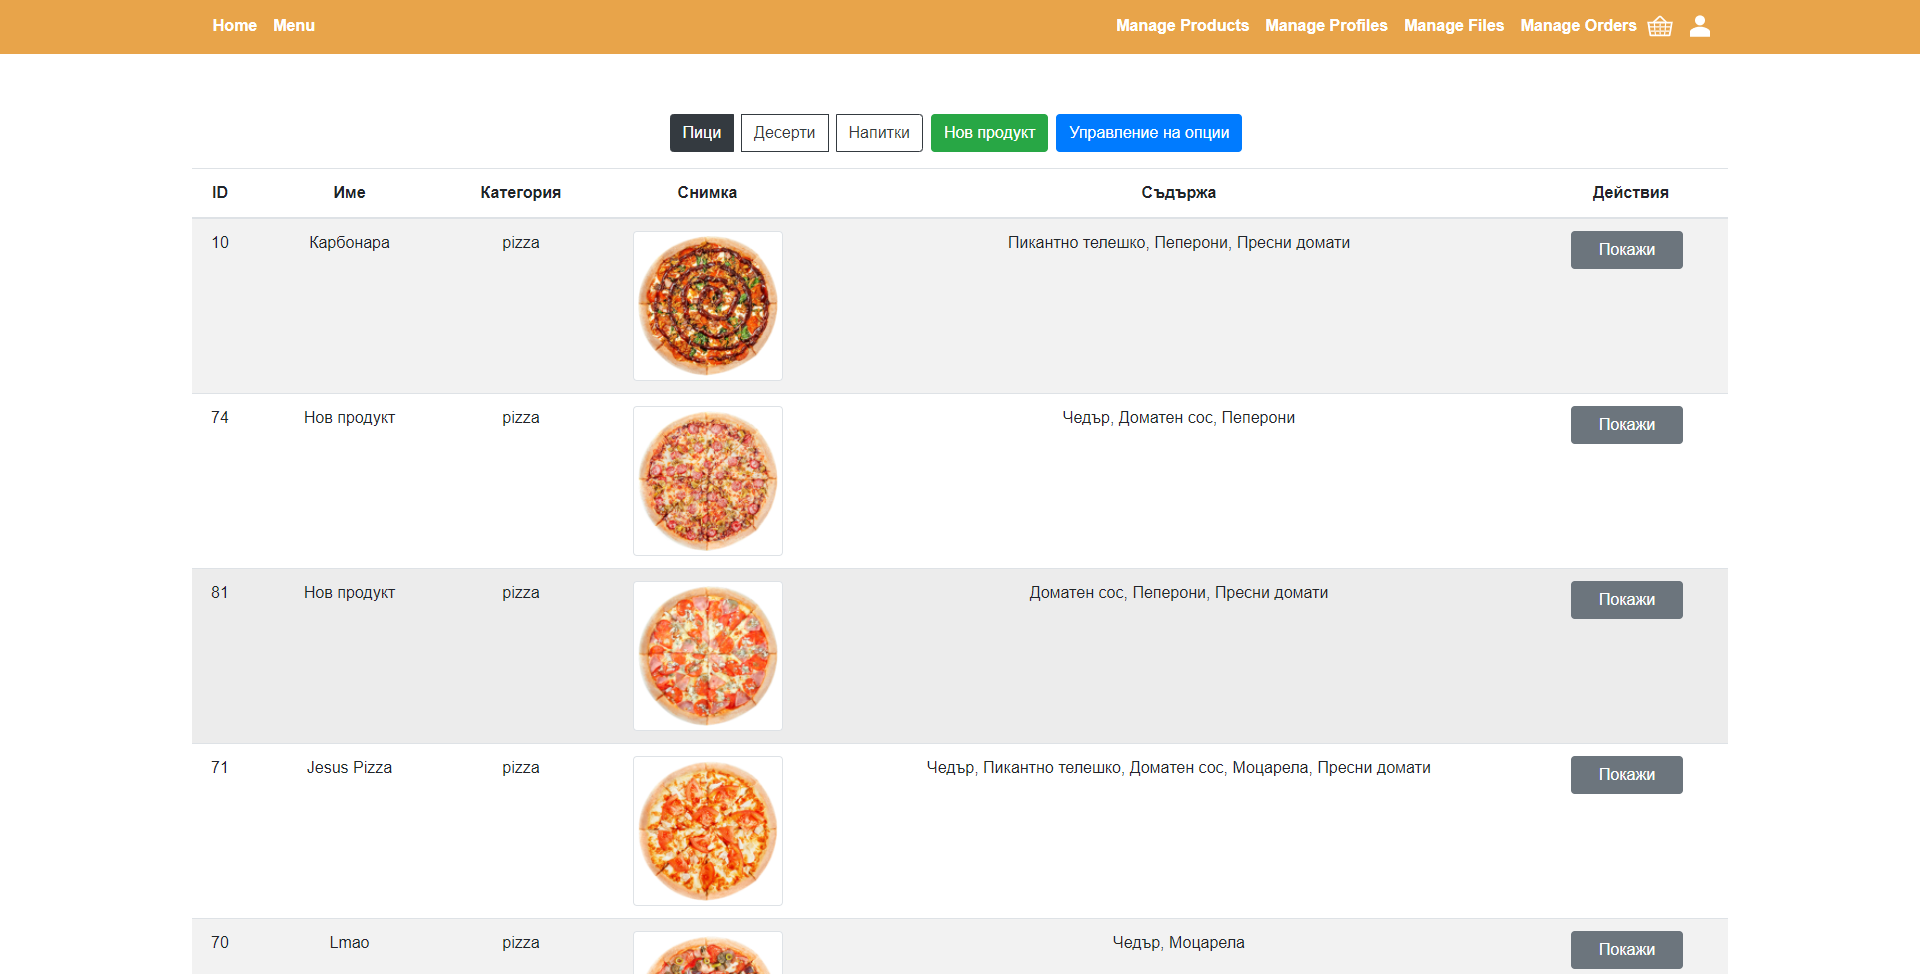 Home Menu Manage Products Manage Profiles Manage Files Manage Orders
Пици Десерти Напитки Нов продукт Управление на опции
ID Име Категория Снимка Съдържа Действия
10 Карбонара pizza Пикантно телешко, Пеперони, Пресни домати Покажи
74 Нов продукт pizza Чедър, Доматен сос, Пеперони Покажи
81 Нов продукт pizza Доматен сос, Пеперони, Пресни домати Покажи
71 Jesus Pizza pizza Чедър, Пикантно телешко, Доматен сос, Моцарела, Пресни домати Покажи
70 Lmao pizza Чедър, Моцарела Покажи